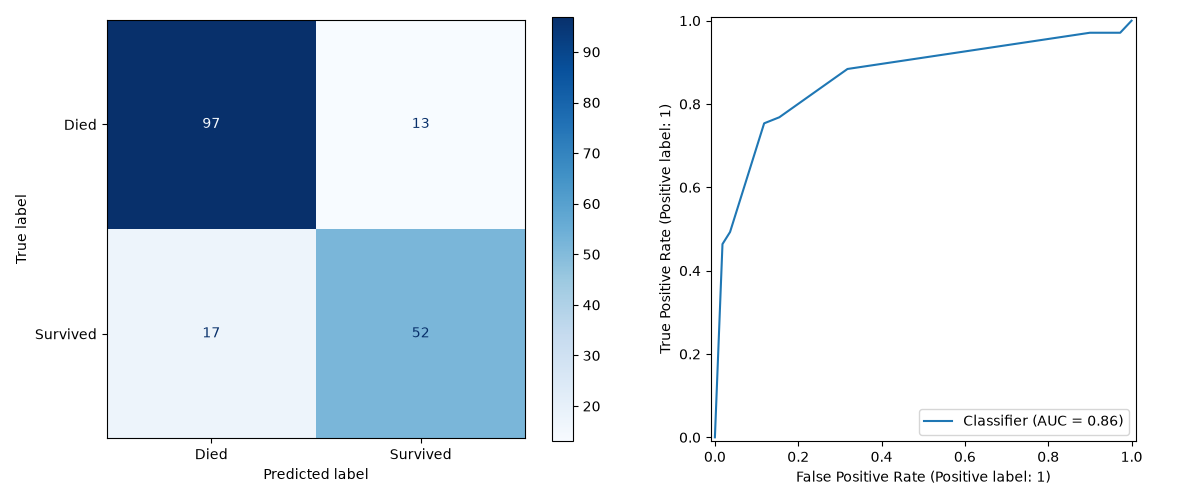 True label
Died
Survived
97
13
17
52
Died
Survived
Predicted label
90
80
70
60
50
40
30
20
True Positive Rate (Positive label: 1)
1.0
0.8
0.6
0.4
0.2
0.0
Classifier (AUC = 0.86)
0.0
0.2
0.4
0.6
0.8
1.0
False Positive Rate (Positive label: 1)